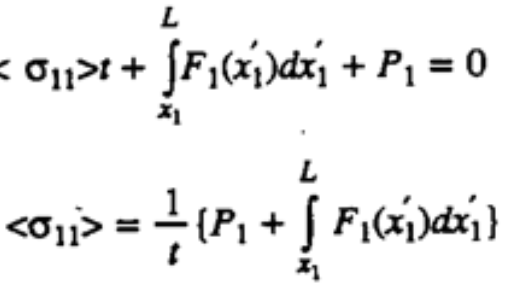 < σ₁₁>t + ∫_{x₁}^{L} F₁(x₁′)dx₁′ + P₁ = 0
<σ₁₁> = 1/t {P₁ + ∫_{x₁}^{L} F₁(x₁′)dx₁′}